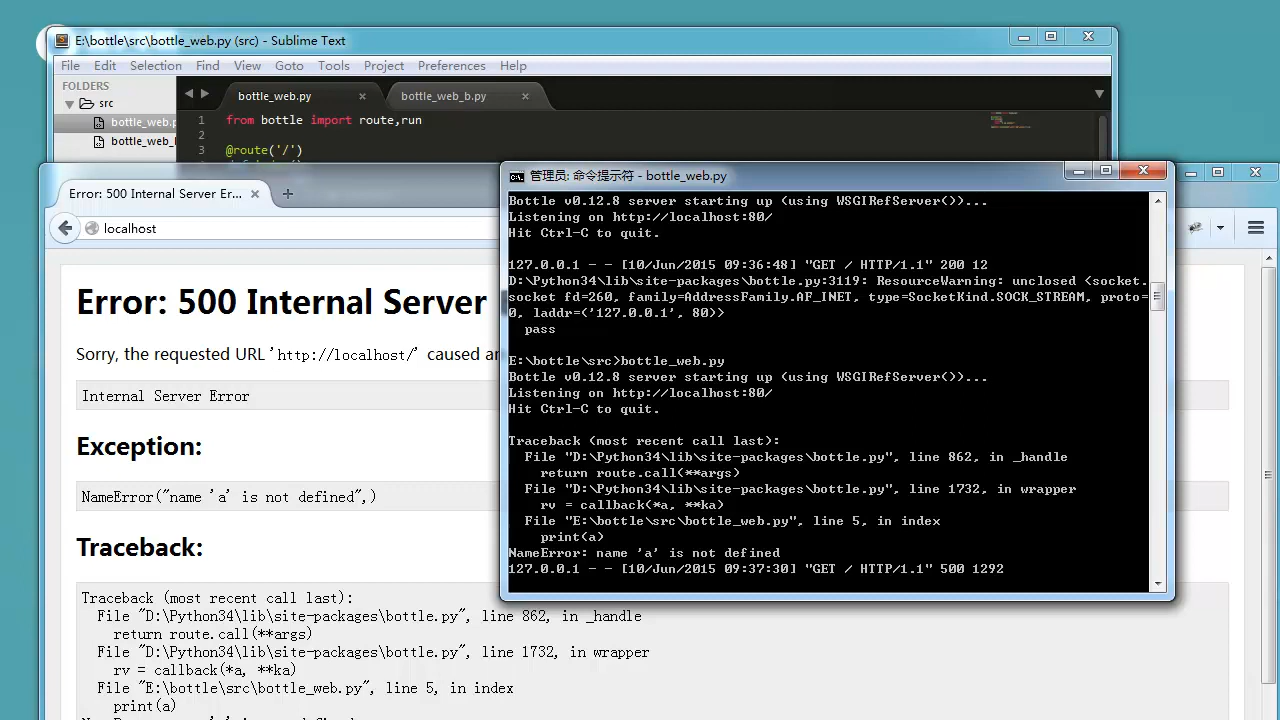 E:\bottle\src\bottle_web.py (src) - Sublime Text
File Edit Selection Find View Goto Tools Project Preferences Help
FOLDERS
src
bottle_web.p
bottle_web_
bottle_web.py
bottle_web_b.py
1 from bottle import route,run
2
3 @route('/')
Error: 500 Internal Server Er...
localhost
Error: 500 Internal Server
Sorry, the requested URL 'http://localhost/' caused an
Internal Server Error
Exception:
NameError("name 'a' is not defined",)
Traceback:
Traceback (most recent call last):
File "D:\Python34\lib\site-packages\bottle.py", line 862, in _handle
return route.call(**args)
File "D:\Python34\lib\site-packages\bottle.py", line 1732, in wrapper
rv = callback(*a, **ka)
File "E:\bottle\src\bottle_web.py", line 5, in index
print(a)
管理员: 命令提示符 - bottle_web.py
Bottle v0.12.8 server starting up (using WSGIRefServer())...
Listening on http://localhost:80/
Hit Ctrl-C to quit.
127.0.0.1 - - [10/Jun/2015 09:36:48] "GET / HTTP/1.1" 200 12
D:\Python34\lib\site-packages\bottle.py:3119: ResourceWarning: unclosed <socket.
socket fd=260, family=AddressFamily.AF_INET, type=SocketKind.SOCK_STREAM, proto=
0, laddr=('127.0.0.1', 80)>
pass
E:\bottle\src>bottle_web.py
Bottle v0.12.8 server starting up (using WSGIRefServer())...
Listening on http://localhost:80/
Hit Ctrl-C to quit.
Traceback (most recent call last):
File "D:\Python34\lib\site-packages\bottle.py", line 862, in _handle
return route.call(**args)
File "D:\Python34\lib\site-packages\bottle.py", line 1732, in wrapper
rv = callback(*a, **ka)
File "E:\bottle\src\bottle_web.py", line 5, in index
print(a)
NameError: name 'a' is not defined
127.0.0.1 - - [10/Jun/2015 09:37:30] "GET / HTTP/1.1" 500 1292